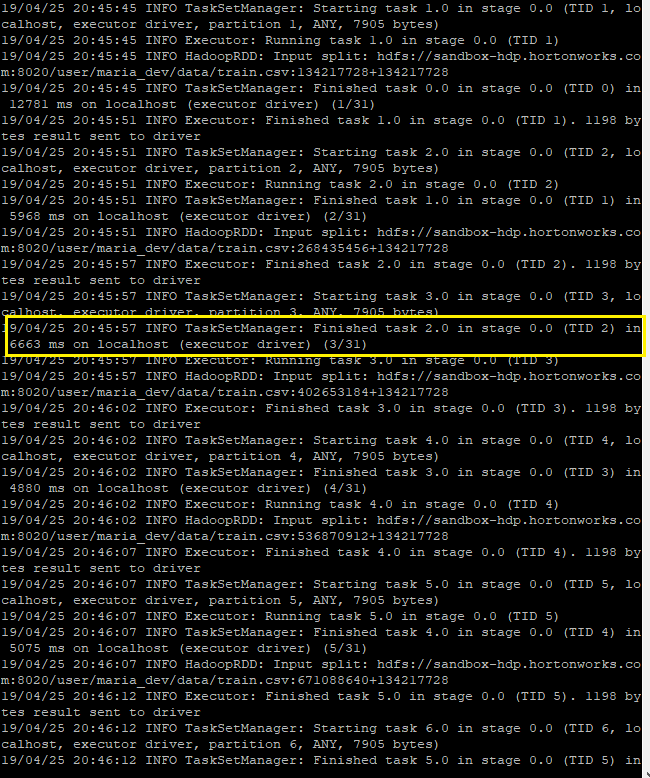 19/04/25 20:45:45 INFO TaskSetManager: Starting task 1.0 in stage 0.0 (TID 1, lo
calhost, executor driver, partition 1, ANY, 7905 bytes)
19/04/25 20:45:45 INFO Executor: Running task 1.0 in stage 0.0 (TID 1)
19/04/25 20:45:45 INFO HadoopRDD: Input split: hdfs://sandbox-hdp.hortonworks.co
m:8020/user/maria_dev/data/train.csv:134217728+134217728
19/04/25 20:45:45 INFO TaskSetManager: Finished task 0.0 in stage 0.0 (TID 0) in
 12781 ms on localhost (executor driver) (1/31)
19/04/25 20:45:51 INFO Executor: Finished task 1.0 in stage 0.0 (TID 1). 1198 by
tes result sent to driver
19/04/25 20:45:51 INFO TaskSetManager: Starting task 2.0 in stage 0.0 (TID 2, lo
calhost, executor driver, partition 2, ANY, 7905 bytes)
19/04/25 20:45:51 INFO Executor: Running task 2.0 in stage 0.0 (TID 2)
19/04/25 20:45:51 INFO TaskSetManager: Finished task 1.0 in stage 0.0 (TID 1) in
 5968 ms on localhost (executor driver) (2/31)
19/04/25 20:45:51 INFO HadoopRDD: Input split: hdfs://sandbox-hdp.hortonworks.co
m:8020/user/maria_dev/data/train.csv:268435456+134217728
19/04/25 20:45:57 INFO Executor: Finished task 2.0 in stage 0.0 (TID 2). 1198 by
tes result sent to driver
19/04/25 20:45:57 INFO TaskSetManager: Starting task 3.0 in stage 0.0 (TID 3, lo
calhost, executor driver, partition 3, ANY, 7905 bytes)
19/04/25 20:45:57 INFO TaskSetManager: Finished task 2.0 in stage 0.0 (TID 2) in
 6663 ms on localhost (executor driver) (3/31)
19/04/25 20:45:57 INFO Executor: Running task 3.0 in stage 0.0 (TID 3)
19/04/25 20:45:57 INFO HadoopRDD: Input split: hdfs://sandbox-hdp.hortonworks.co
m:8020/user/maria_dev/data/train.csv:402653184+134217728
19/04/25 20:46:02 INFO Executor: Finished task 3.0 in stage 0.0 (TID 3). 1198 by
tes result sent to driver
19/04/25 20:46:02 INFO TaskSetManager: Starting task 4.0 in stage 0.0 (TID 4, lo
calhost, executor driver, partition 4, ANY, 7905 bytes)
19/04/25 20:46:02 INFO TaskSetManager: Finished task 3.0 in stage 0.0 (TID 3) in
 4880 ms on localhost (executor driver) (4/31)
19/04/25 20:46:02 INFO Executor: Running task 4.0 in stage 0.0 (TID 4)
19/04/25 20:46:02 INFO HadoopRDD: Input split: hdfs://sandbox-hdp.hortonworks.co
m:8020/user/maria_dev/data/train.csv:536870912+134217728
19/04/25 20:46:07 INFO Executor: Finished task 4.0 in stage 0.0 (TID 4). 1198 by
tes result sent to driver
19/04/25 20:46:07 INFO TaskSetManager: Starting task 5.0 in stage 0.0 (TID 5, lo
calhost, executor driver, partition 5, ANY, 7905 bytes)
19/04/25 20:46:07 INFO Executor: Running task 5.0 in stage 0.0 (TID 5)
19/04/25 20:46:07 INFO TaskSetManager: Finished task 4.0 in stage 0.0 (TID 4) in
 5075 ms on localhost (executor driver) (5/31)
19/04/25 20:46:07 INFO HadoopRDD: Input split: hdfs://sandbox-hdp.hortonworks.co
m:8020/user/maria_dev/data/train.csv:671088640+134217728
19/04/25 20:46:12 INFO Executor: Finished task 5.0 in stage 0.0 (TID 5). 1198 by
tes result sent to driver
19/04/25 20:46:12 INFO TaskSetManager: Starting task 6.0 in stage 0.0 (TID 6, lo
calhost, executor driver, partition 6, ANY, 7905 bytes)
19/04/25 20:46:12 INFO TaskSetManager: Finished task 5.0 in stage 0.0 (TID 5) in